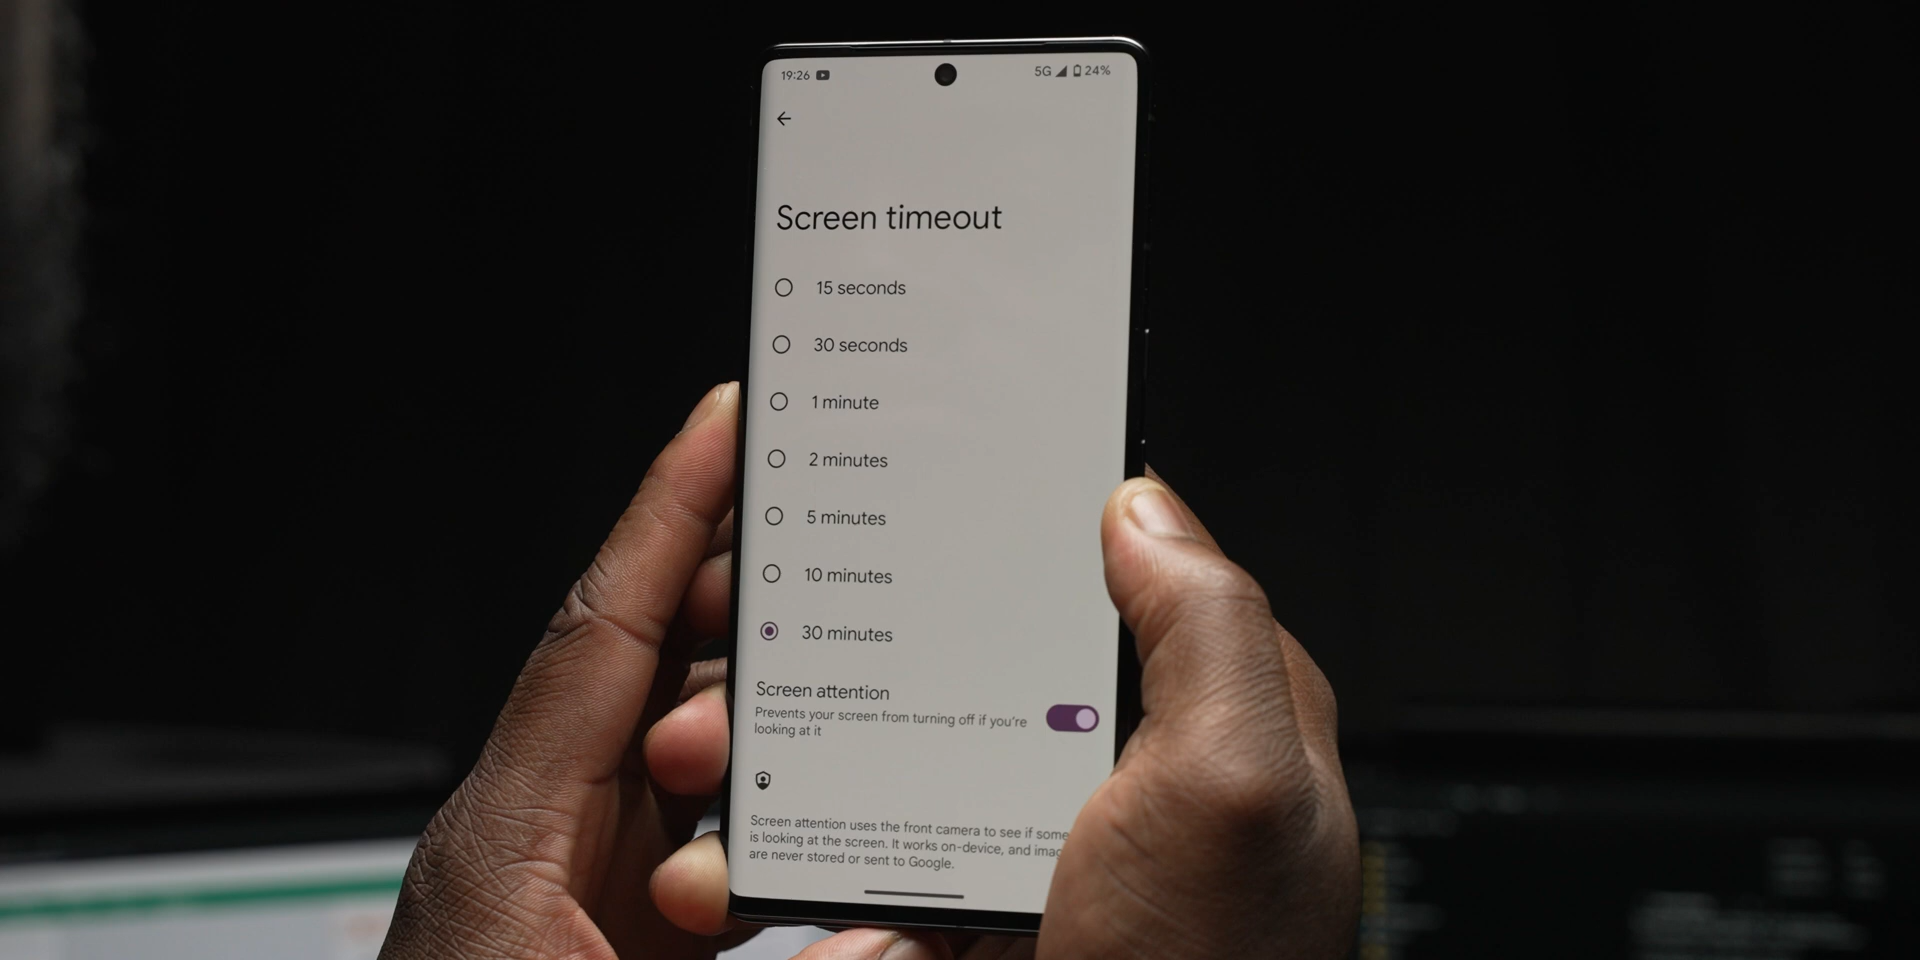 19:26 5G 24%
Screen timeout
15 seconds
30 seconds
1 minute
2 minutes
5 minutes
10 minutes
30 minutes
Screen attention
Prevents your screen from turning off if you're
looking at it
Screen attention uses the front camera to see if some
is looking at the screen. It works on-device, and imag
are never stored or sent to Google.